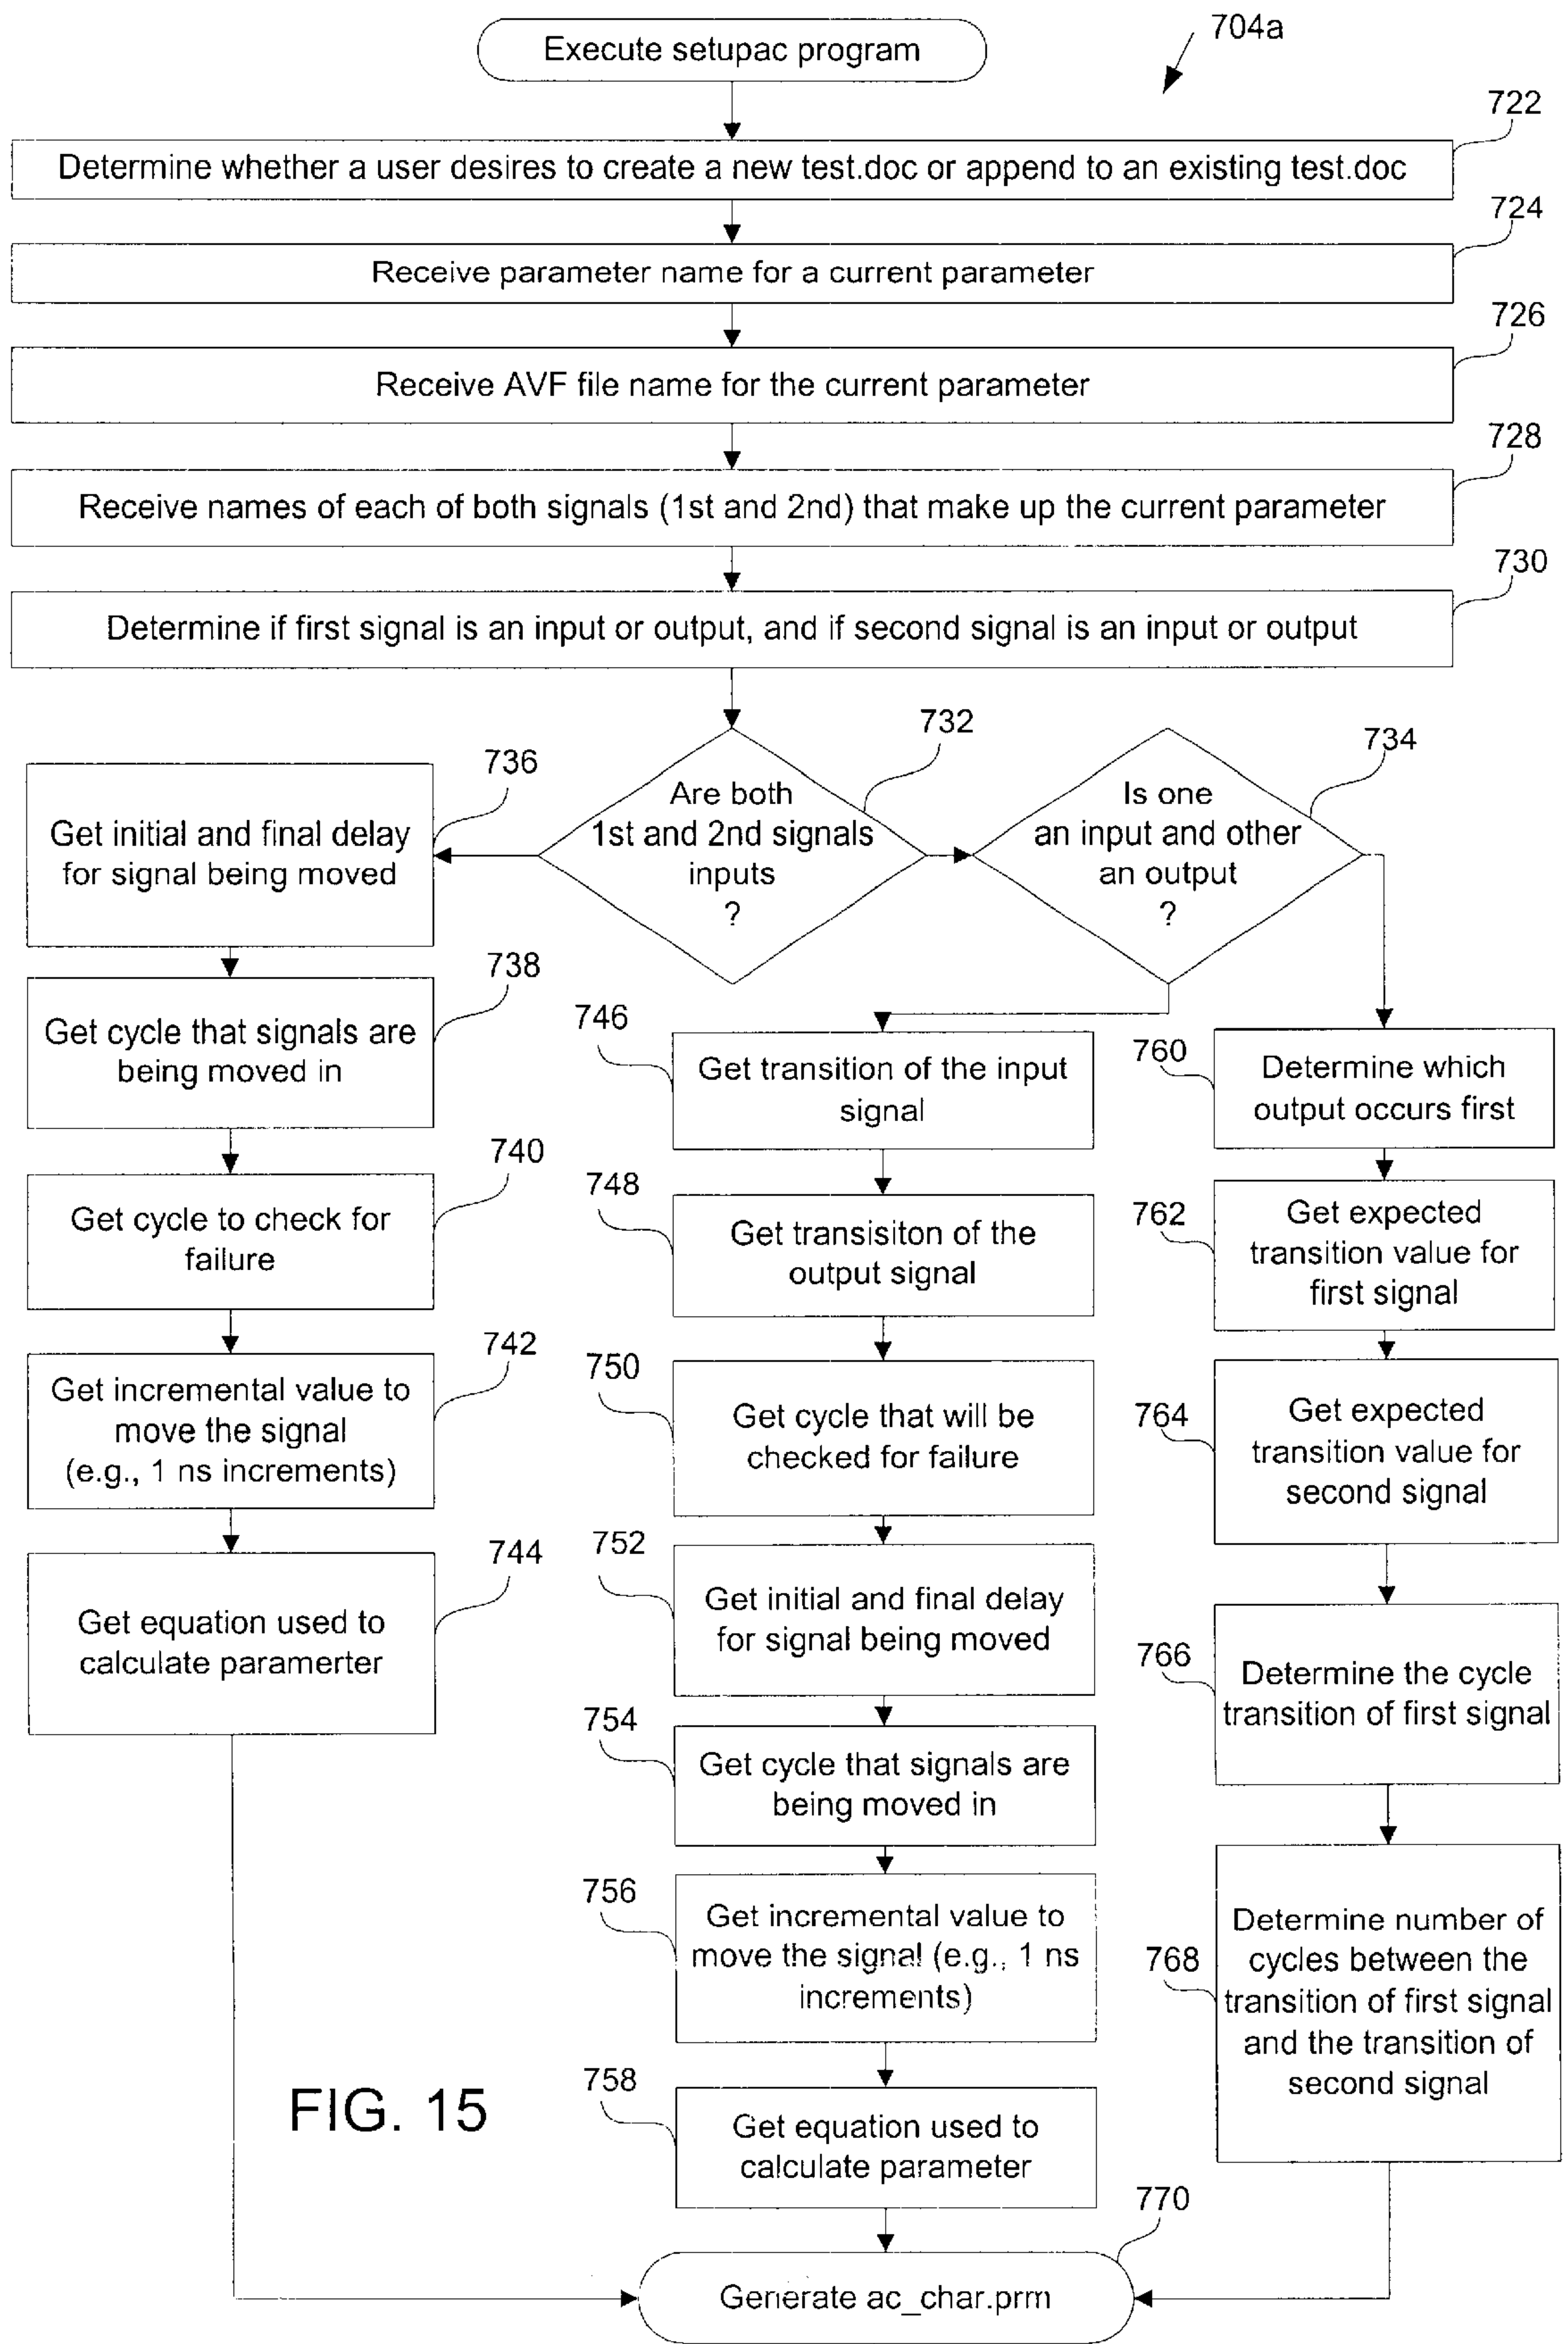 Execute setupac program
704a
722
Determine whether a user desires to create a new test.doc or append to an existing test.doc
724
Receive parameter name for a current parameter
726
Receive AVF file name for the current parameter
728
Receive names of each of both signals (1st and 2nd) that make up the current parameter
730
Determine if first signal is an input or output, and if second signal is an input or output
732
Are both
1st and 2nd signals
inputs
?
734
Is one
an input and other
an output
?
736
Get initial and final delay
for signal being moved
738
Get cycle that signals are
being moved in
740
Get cycle to check for
failure
742
Get incremental value to
move the signal
(e.g., 1 ns increments)
744
Get equation used to
calculate paramerter
746
Get transition of the input
signal
748
Get transisiton of the
output signal
750
Get cycle that will be
checked for failure
752
Get initial and final delay
for signal being moved
754
Get cycle that signals are
being moved in
756
Get incremental value to
move the signal (e.g., 1 ns
increments)
758
Get equation used to
calculate parameter
760
Determine which
output occurs first
762
Get expected
transition value for
first signal
764
Get expected
transition value for
second signal
766
Determine the cycle
transition of first signal
768
Determine number of
cycles between the
transition of first signal
and the transition of
second signal
770
Generate ac_char.prm
FIG. 15